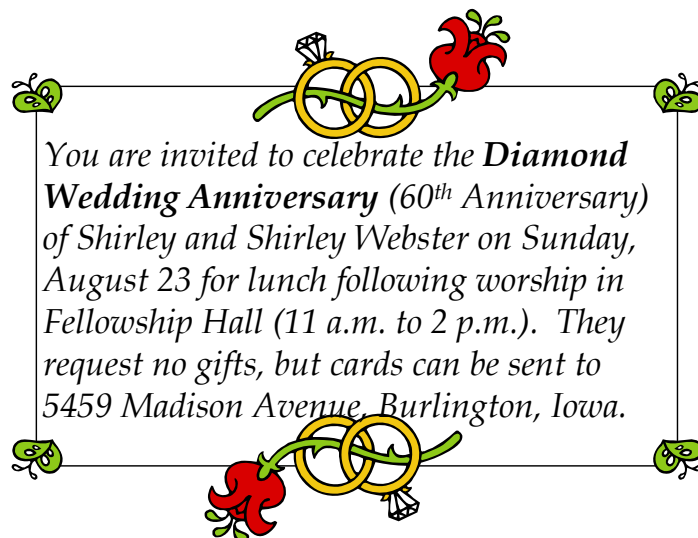 You are invited to celebrate the Diamond
Wedding Anniversary (60th Anniversary)
of Shirley and Shirley Webster on Sunday,
August 23 for lunch following worship in
Fellowship Hall (11 a.m. to 2 p.m.).  They
request no gifts, but cards can be sent to
5459 Madison Avenue, Burlington, Iowa.